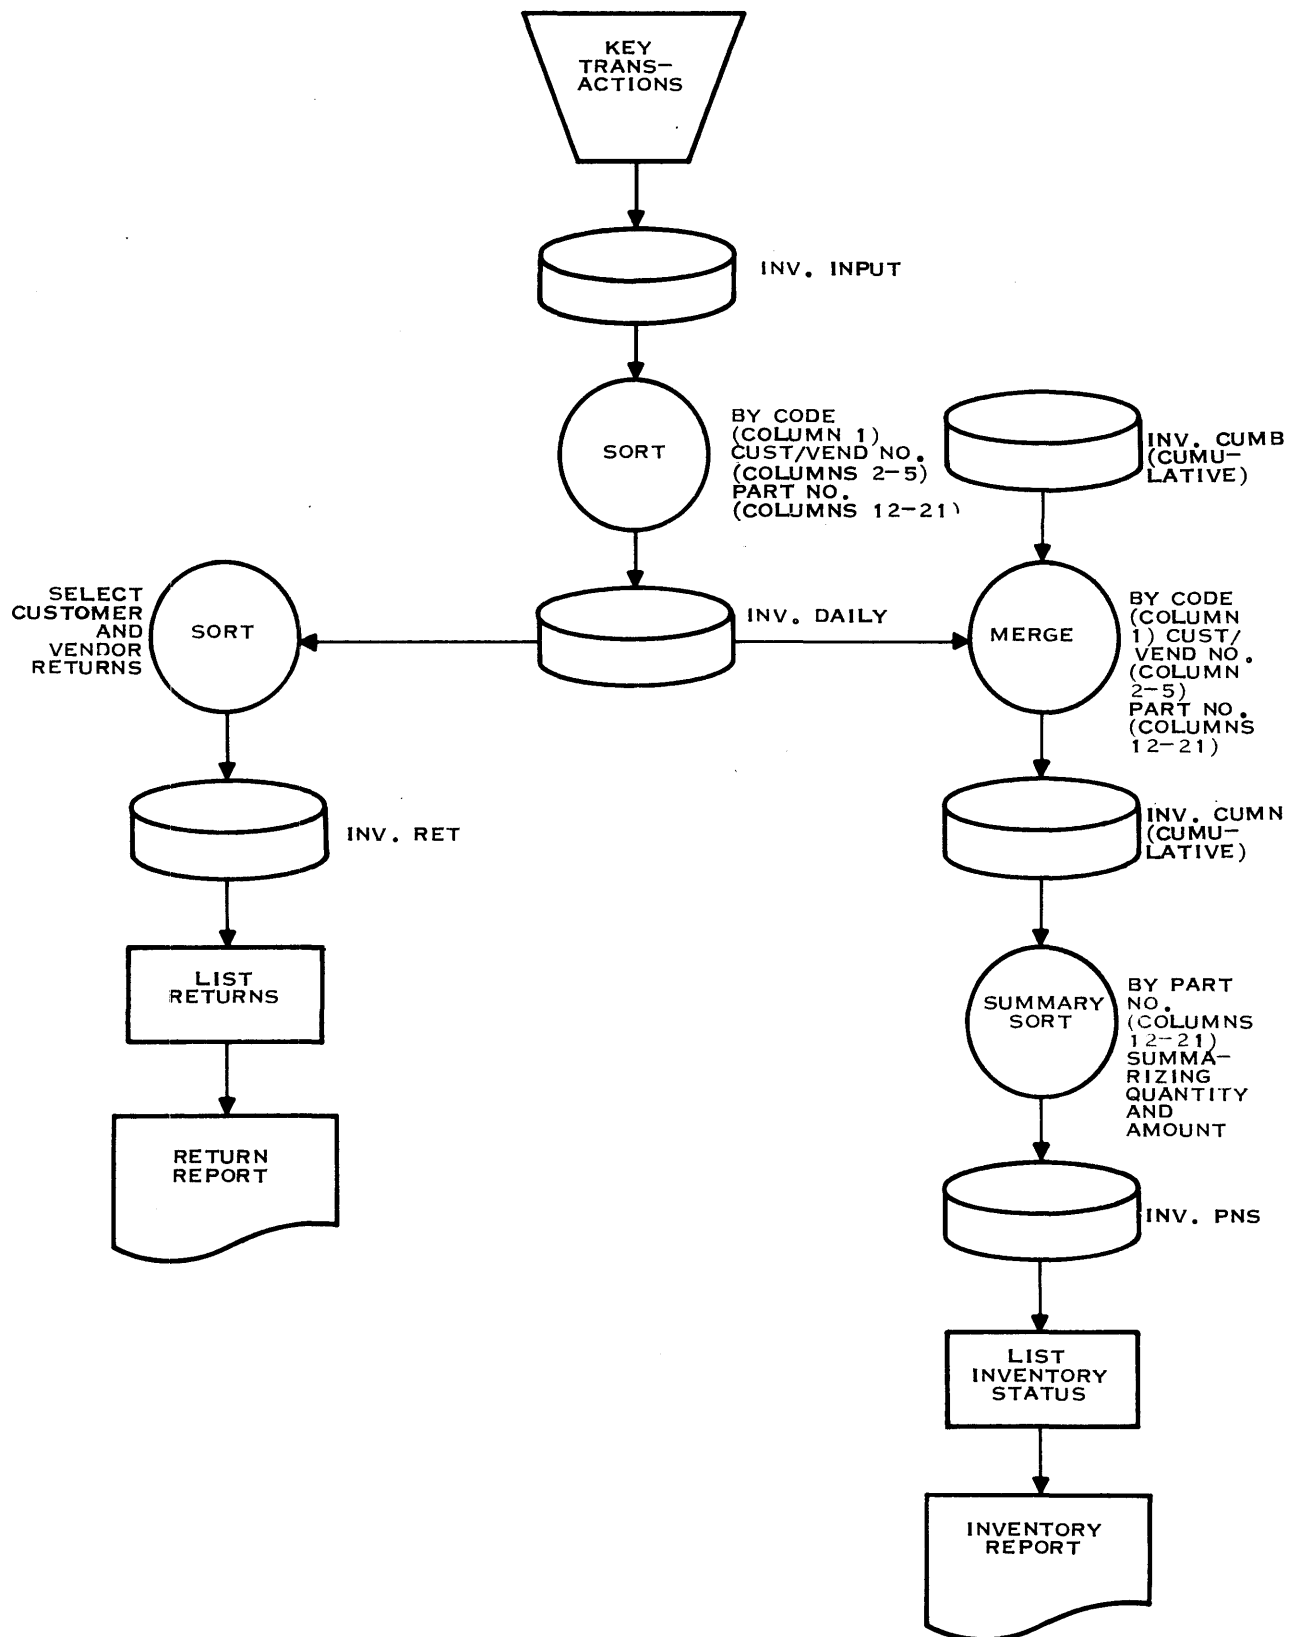 KEY
TRANS-
ACTIONS
INV. INPUT
SORT
BY CODE
(COLUMN 1)
CUST/VEND NO.
(COLUMNS 2-5)
PART NO.
(COLUMNS 12-21)
INV. CUMB
(CUMU-
LATIVE)
SELECT
CUSTOMER
AND
VENDOR
RETURNS
SORT
INV. DAILY
MERGE
BY CODE
(COLUMN
1) CUST/
VEND NO.
(COLUMN
2-5)
PART NO.
(COLUMNS
12-21)
INV. RET
INV. CUMN
(CUMU-
LATIVE)
LIST
RETURNS
SUMMARY
SORT
BY PART
NO.
(COLUMNS
12-21)
SUMMA-
RIZING
QUANTITY
AND
AMOUNT
RETURN
REPORT
INV. PNS
LIST
INVENTORY
STATUS
INVENTORY
REPORT